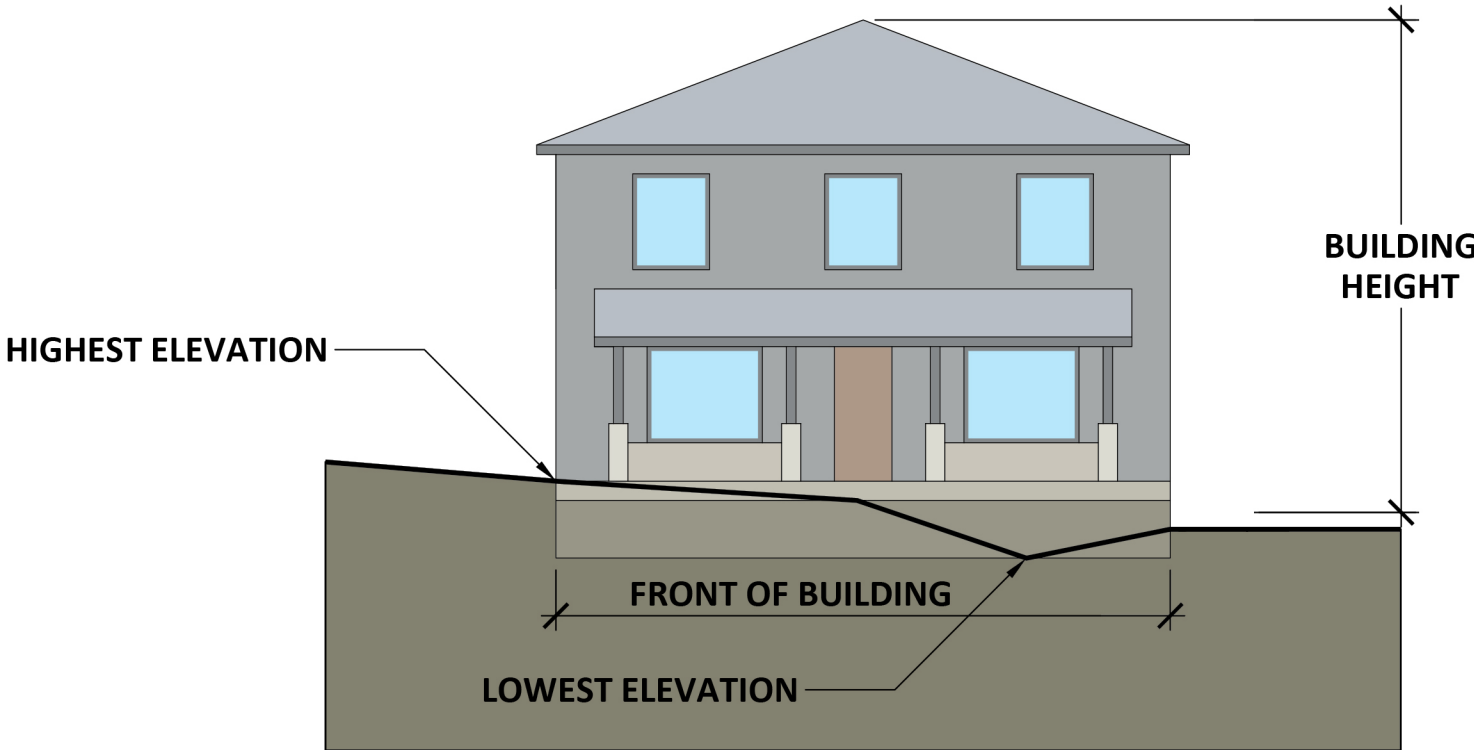 BUILDING
HEIGHT
HIGHEST ELEVATION
FRONT OF BUILDING
LOWEST ELEVATION